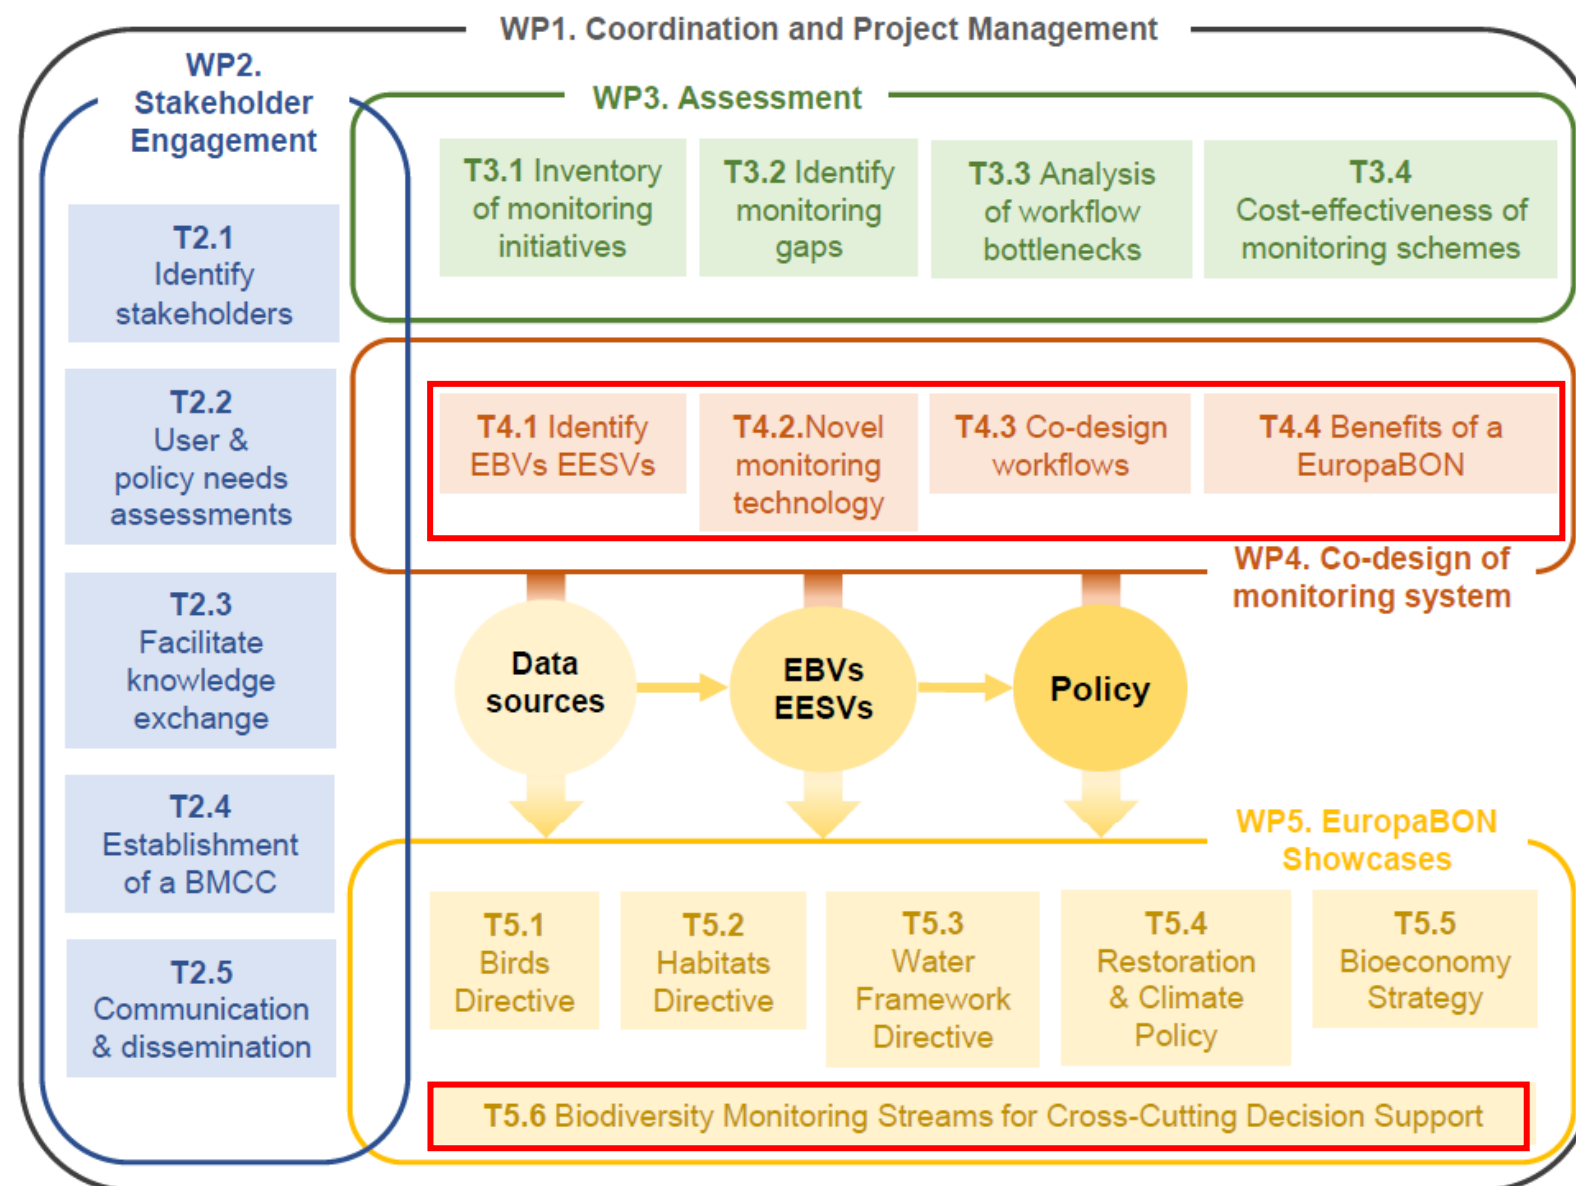 WP1. Coordination and Project Management
WP2.
Stakeholder
Engagement
T2.1
Identify
stakeholders
T2.2
User &
policy needs
assessments
T2.3
Facilitate
knowledge
exchange
T2.4
Establishment
of a BMCC
T2.5
Communication
& dissemination
WP3. Assessment
T3.1 Inventory
of monitoring
initiatives
T3.2 Identify
monitoring
gaps
T3.3 Analysis
of workflow
bottlenecks
T3.4
Cost-effectiveness of
monitoring schemes
T4.1 Identify
EBVs EESVs
T4.2.Novel
monitoring
technology
T4.3 Co-design
workflows
T4.4 Benefits of a
EuropaBON
WP4. Co-design of
monitoring system
Data
sources
EBVs
EESVs
Policy
WP5. EuropaBON
Showcases
T5.1
Birds
Directive
T5.2
Habitats
Directive
T5.3
Water
Framework
Directive
T5.4
Restoration
& Climate
Policy
T5.5
Bioeconomy
Strategy
T5.6 Biodiversity Monitoring Streams for Cross-Cutting Decision Support